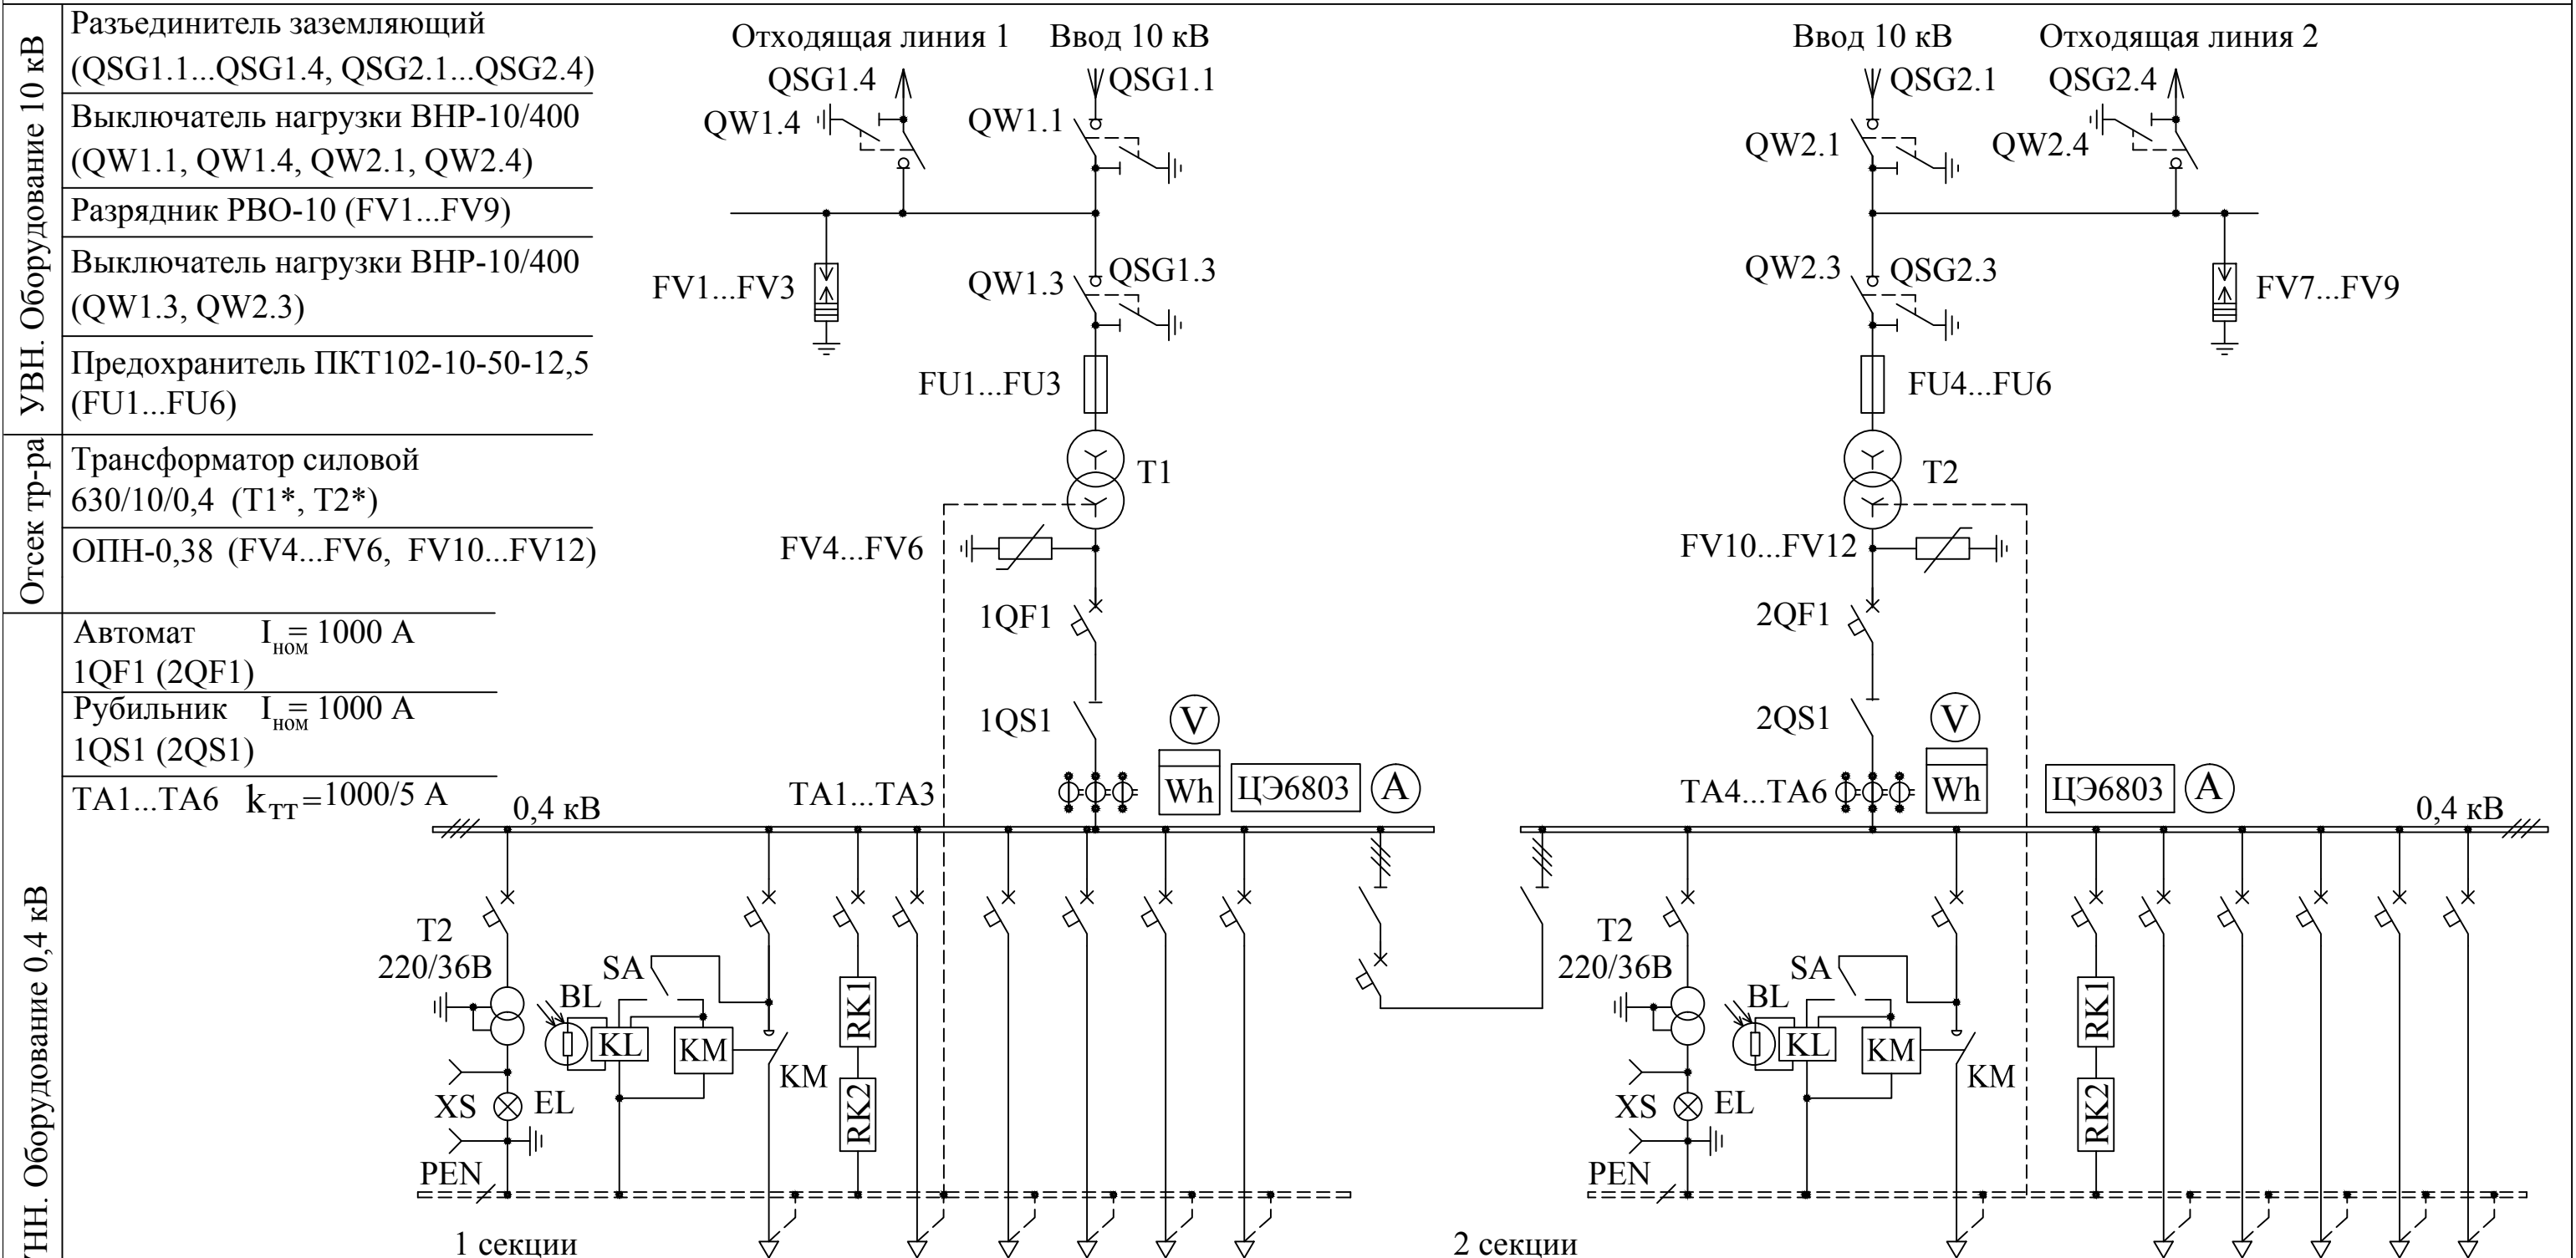 УВН. Оборудование 10 кВ
Разъединитель заземляющий
(QSG1.1...QSG1.4, QSG2.1...QSG2.4)
Выключатель нагрузки ВНР-10/400
(QW1.1, QW1.4, QW2.1, QW2.4)
Разрядник РВО-10 (FV1...FV9)
Выключатель нагрузки ВНР-10/400
(QW1.3, QW2.3)
Предохранитель ПКТ102-10-50-12,5
(FU1...FU6)
Отсек тр-ра
Трансформатор силовой
630/10/0,4 (Т1*, Т2*)
ОПН-0,38 (FV4...FV6, FV10...FV12)
УНН. Оборудование 0,4 кВ
Автомат Iном = 1000 А
1QF1 (2QF1)
Рубильник Iном = 1000 А
1QS1 (2QS1)
ТА1...ТА6 kТТ =1000/5 А
Отходящая линия 1
Ввод 10 кВ
QSG1.4
QSG1.1
QW1.4
QW1.1
FV1...FV3
QW1.3
QSG1.3
FU1...FU3
Т1
FV4...FV6
1QF1
1QS1
V
ТА1...ТА3
Wh
ЦЭ6803
А
0,4 кВ
Т2
220/36В
SA
BL
KL
KM
KM
RK1
RK2
XS
EL
PEN
1 секции
Ввод 10 кВ
Отходящая линия 2
QSG2.1
QSG2.4
QW2.1
QW2.4
QW2.3
QSG2.3
FV7...FV9
FU4...FU6
Т2
FV10...FV12
2QF1
2QS1
V
ТА4...ТА6
Wh
ЦЭ6803
А
0,4 кВ
Т2
220/36В
SA
BL
KL
KM
KM
RK1
RK2
XS
EL
PEN
2 секции